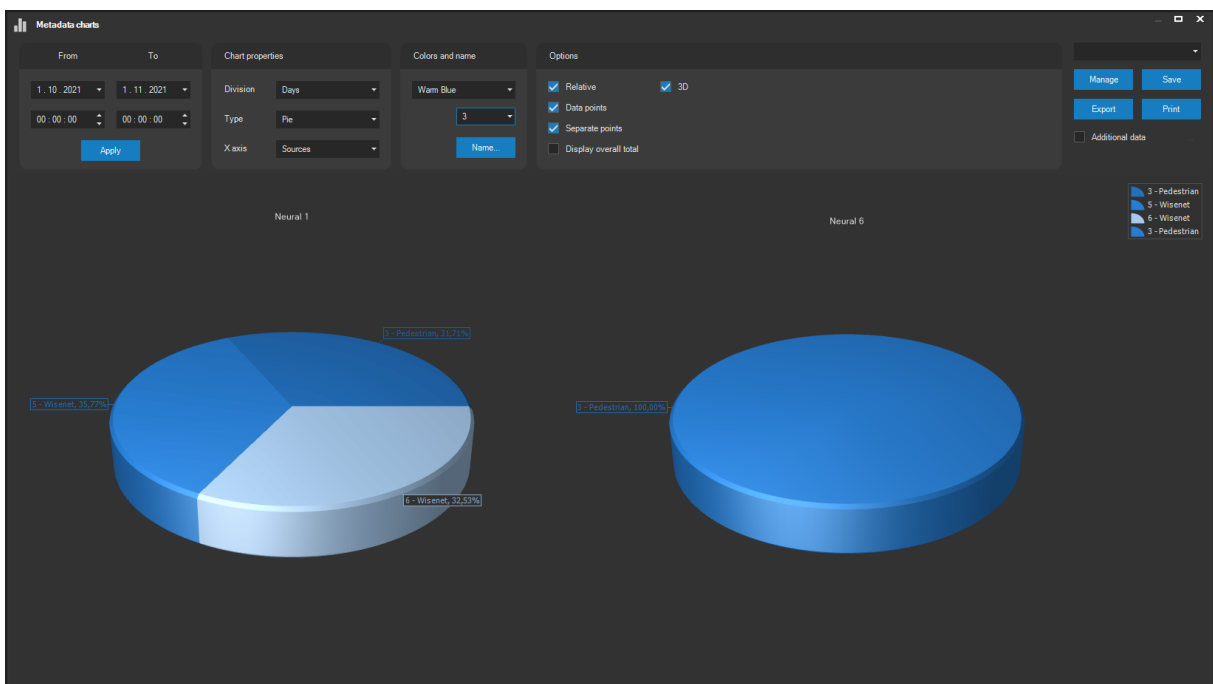 Metadata charts
From To
Chart properties
Colors and name
Options
1 . 10 . 2021 1 . 11 . 2021
Division Days
Warm Blue
Relative 3D
Manage Save
00 : 00 : 00 00 : 00 : 00
Type Pie
3
Data points
Separate points
Export Print
Apply
X axis Sources
Name...
Display overall total
Additional data
3 - Pedestrian
5 - Wisenet
6 - Wisenet
3 - Pedestrian
Neural 1
Neural 6
3 - Pedestrian, 31,71%
5 - Wisenet, 35,77%
3 - Pedestrian, 100,00%
6 - Wisenet, 32,53%